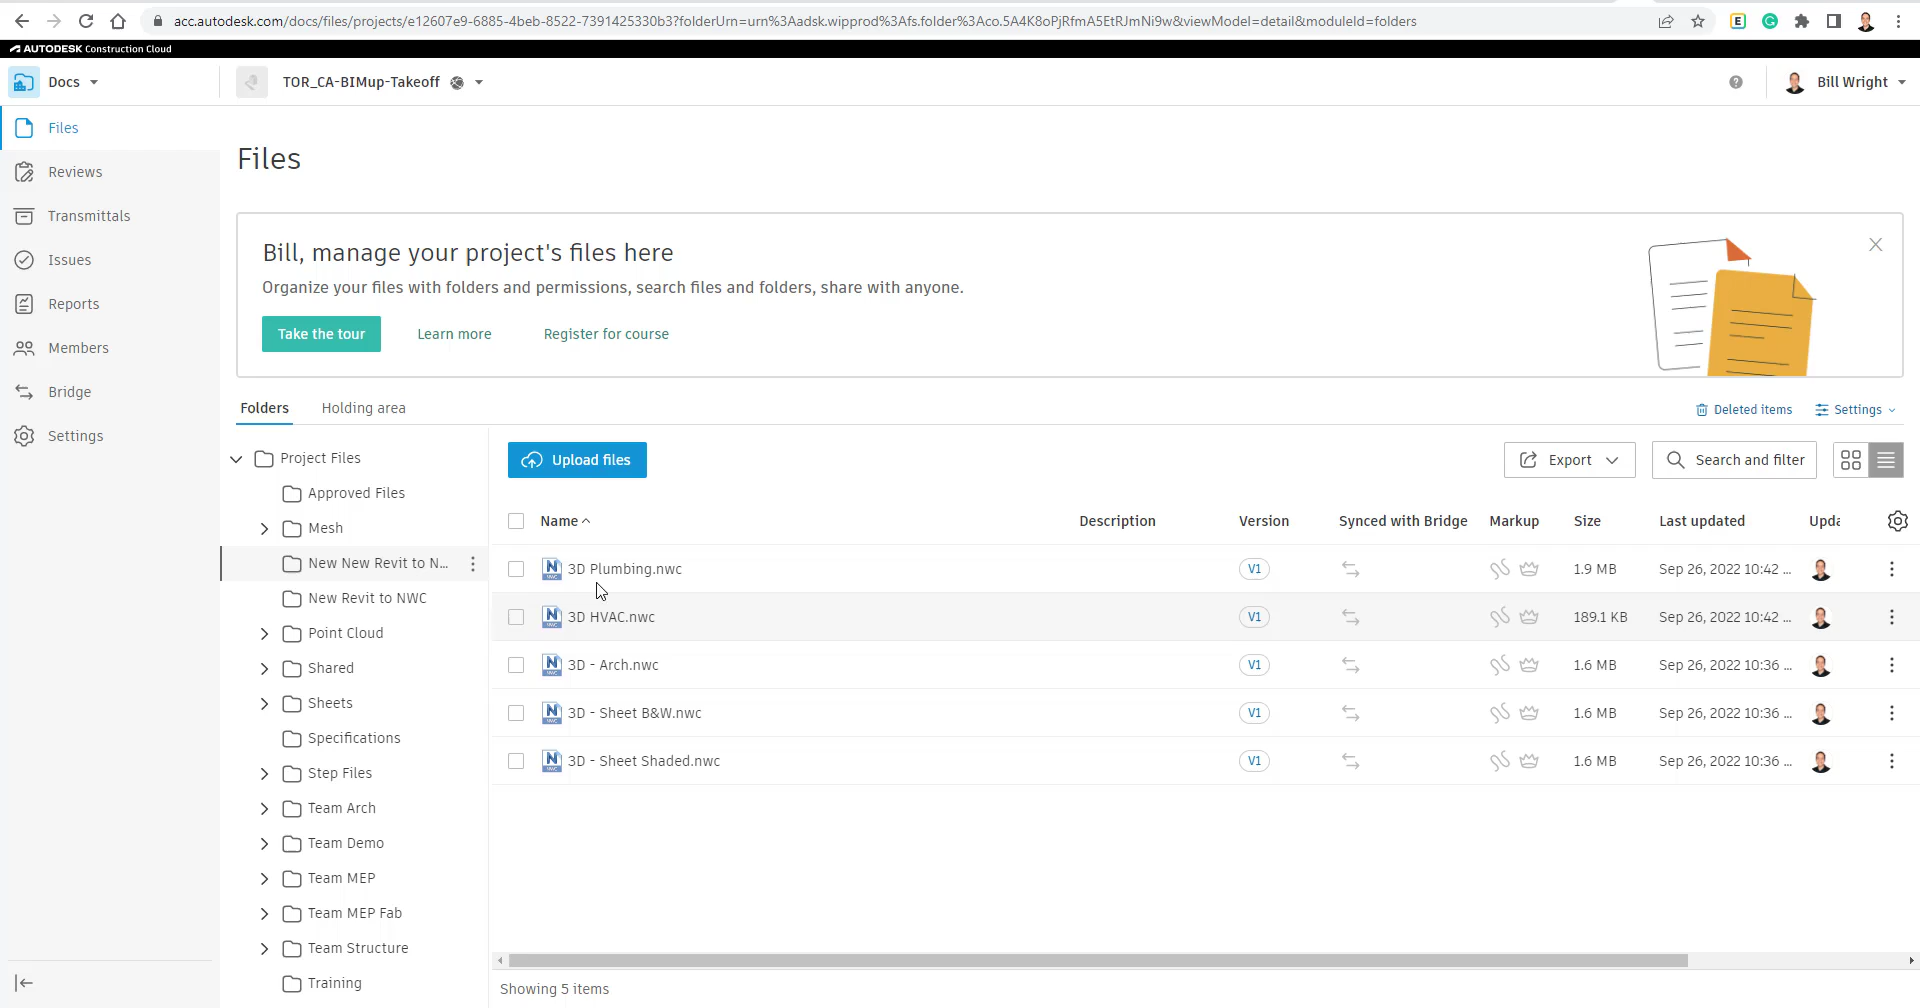 acc.autodesk.com/docs/files/projects/e12607e9-6885-4beb-8522-7391425330b3?folderUrn=urn%3Aadsk.wipprod%3Afs.folder%3Aco.5A4K8oPjRfmA5EtRJmNi9w&viewModel=detail&moduleId=folders
AUTODESK Construction Cloud
Docs
TOR_CA-BIMup-Takeoff
Bill Wright
Files
Reviews
Transmittals
Issues
Reports
Members
Bridge
Settings
Files
Bill, manage your project's files here
Organize your files with folders and permissions, search files and folders, share with anyone.
Take the tour Learn more Register for course
Folders Holding area Deleted items Settings
Project Files
Approved Files
Mesh
New New Revit to N...
New Revit to NWC
Point Cloud
Shared
Sheets
Specifications
Step Files
Team Arch
Team Demo
Team MEP
Team MEP Fab
Team Structure
Training
Upload files Export Search and filter
Name Description Version Synced with Bridge Markup Size Last updated Upda
3D Plumbing.nwc V1 1.9 MB Sep 26, 2022 10:42 ...
3D HVAC.nwc V1 189.1 KB Sep 26, 2022 10:42 ...
3D - Arch.nwc V1 1.6 MB Sep 26, 2022 10:36 ...
3D - Sheet B&W.nwc V1 1.6 MB Sep 26, 2022 10:36 ...
3D - Sheet Shaded.nwc V1 1.6 MB Sep 26, 2022 10:36 ...
Showing 5 items